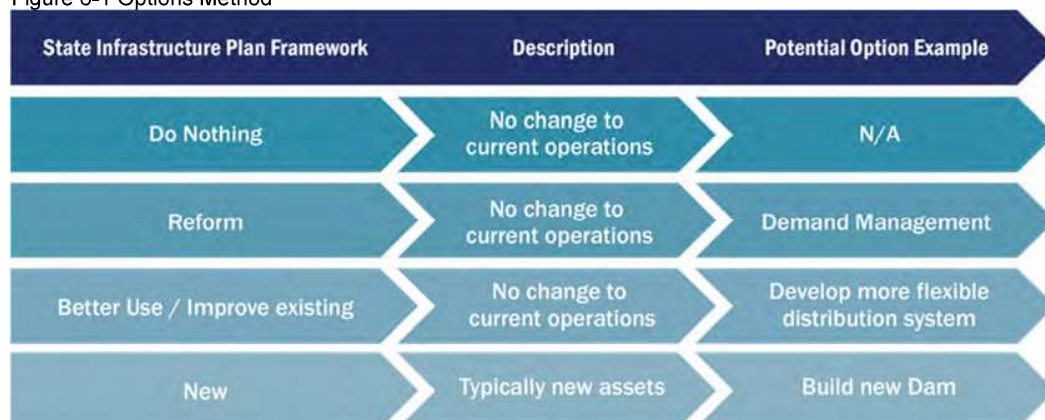 Figure 6-1 Options Method
State Infrastructure Plan Framework
Description
Potential Option Example
Do Nothing
No change to
current operations
N/A
Reform
No change to
current operations
Demand Management
Better Use / Improve existing
No change to
current operations
Develop more flexible
distribution system
New
Typically new assets
Build new Dam